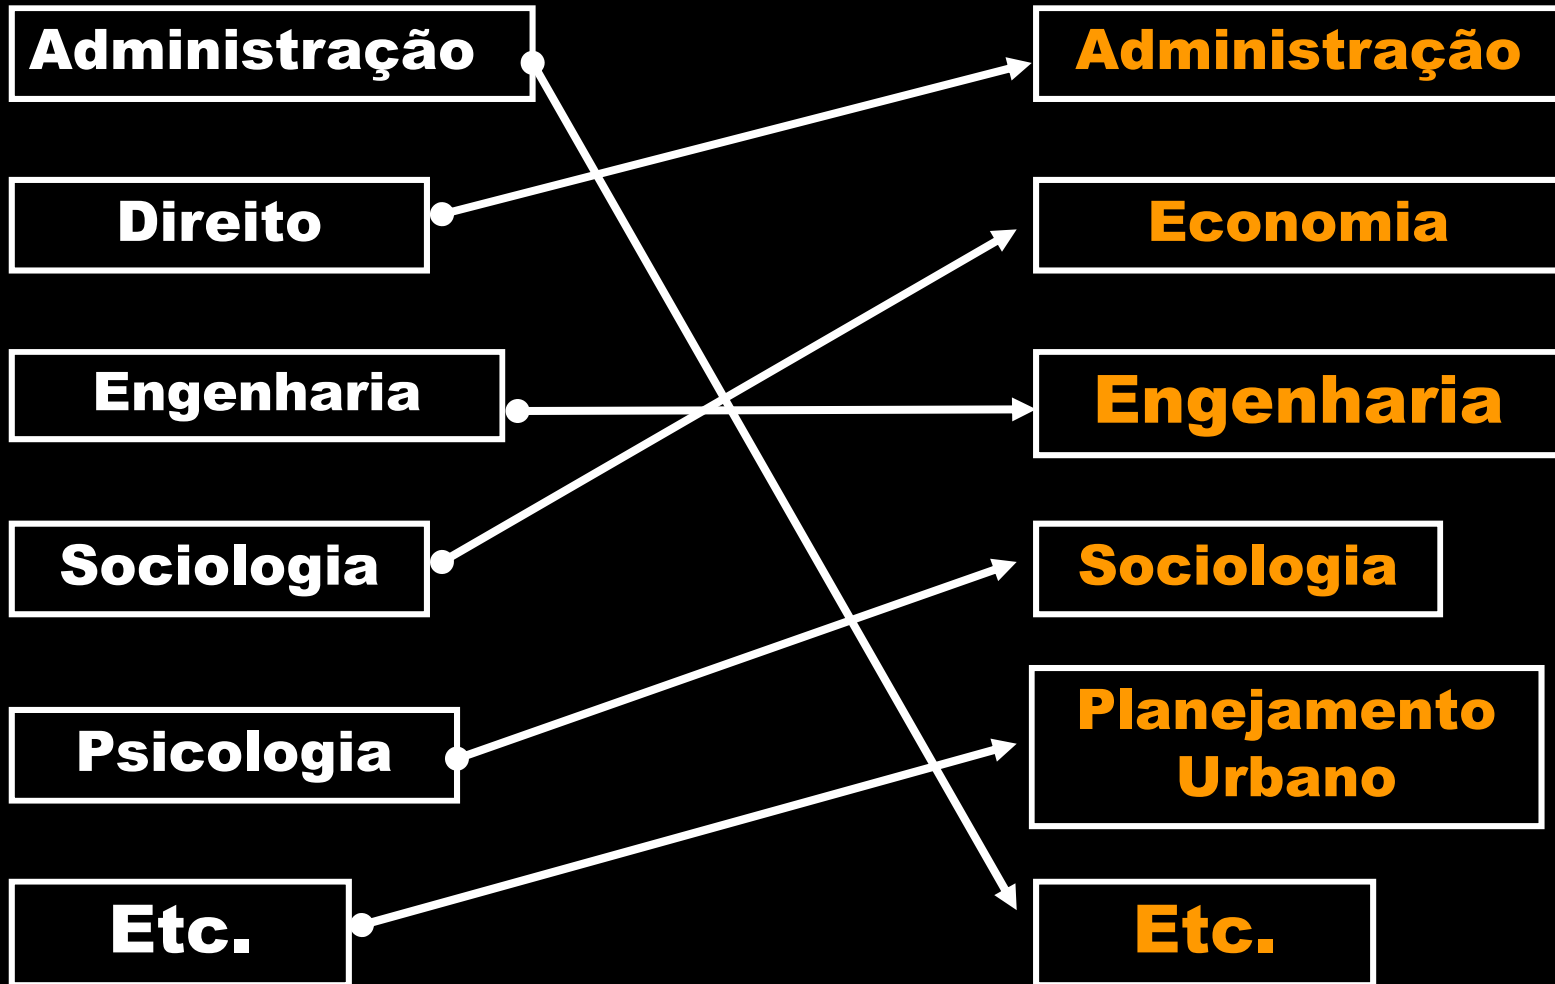 Administração
Direito
Engenharia
Sociologia
Psicologia
Etc.
Administração
Economia
Engenharia
Sociologia
Planejamento
Urbano
Etc.